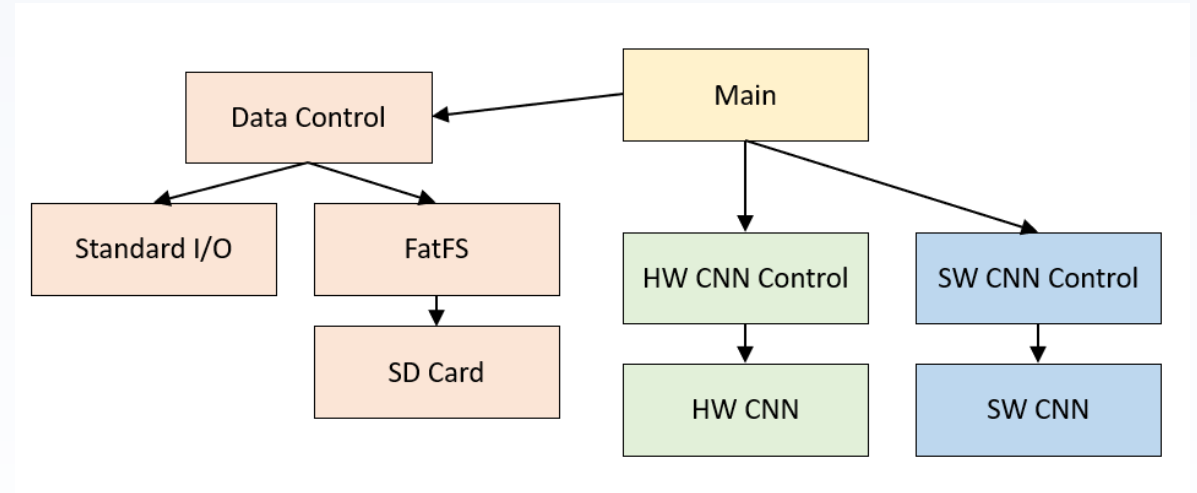 Main
Data Control
Standard I/O
FatFS
HW CNN Control
SW CNN Control
SD Card
HW CNN
SW CNN